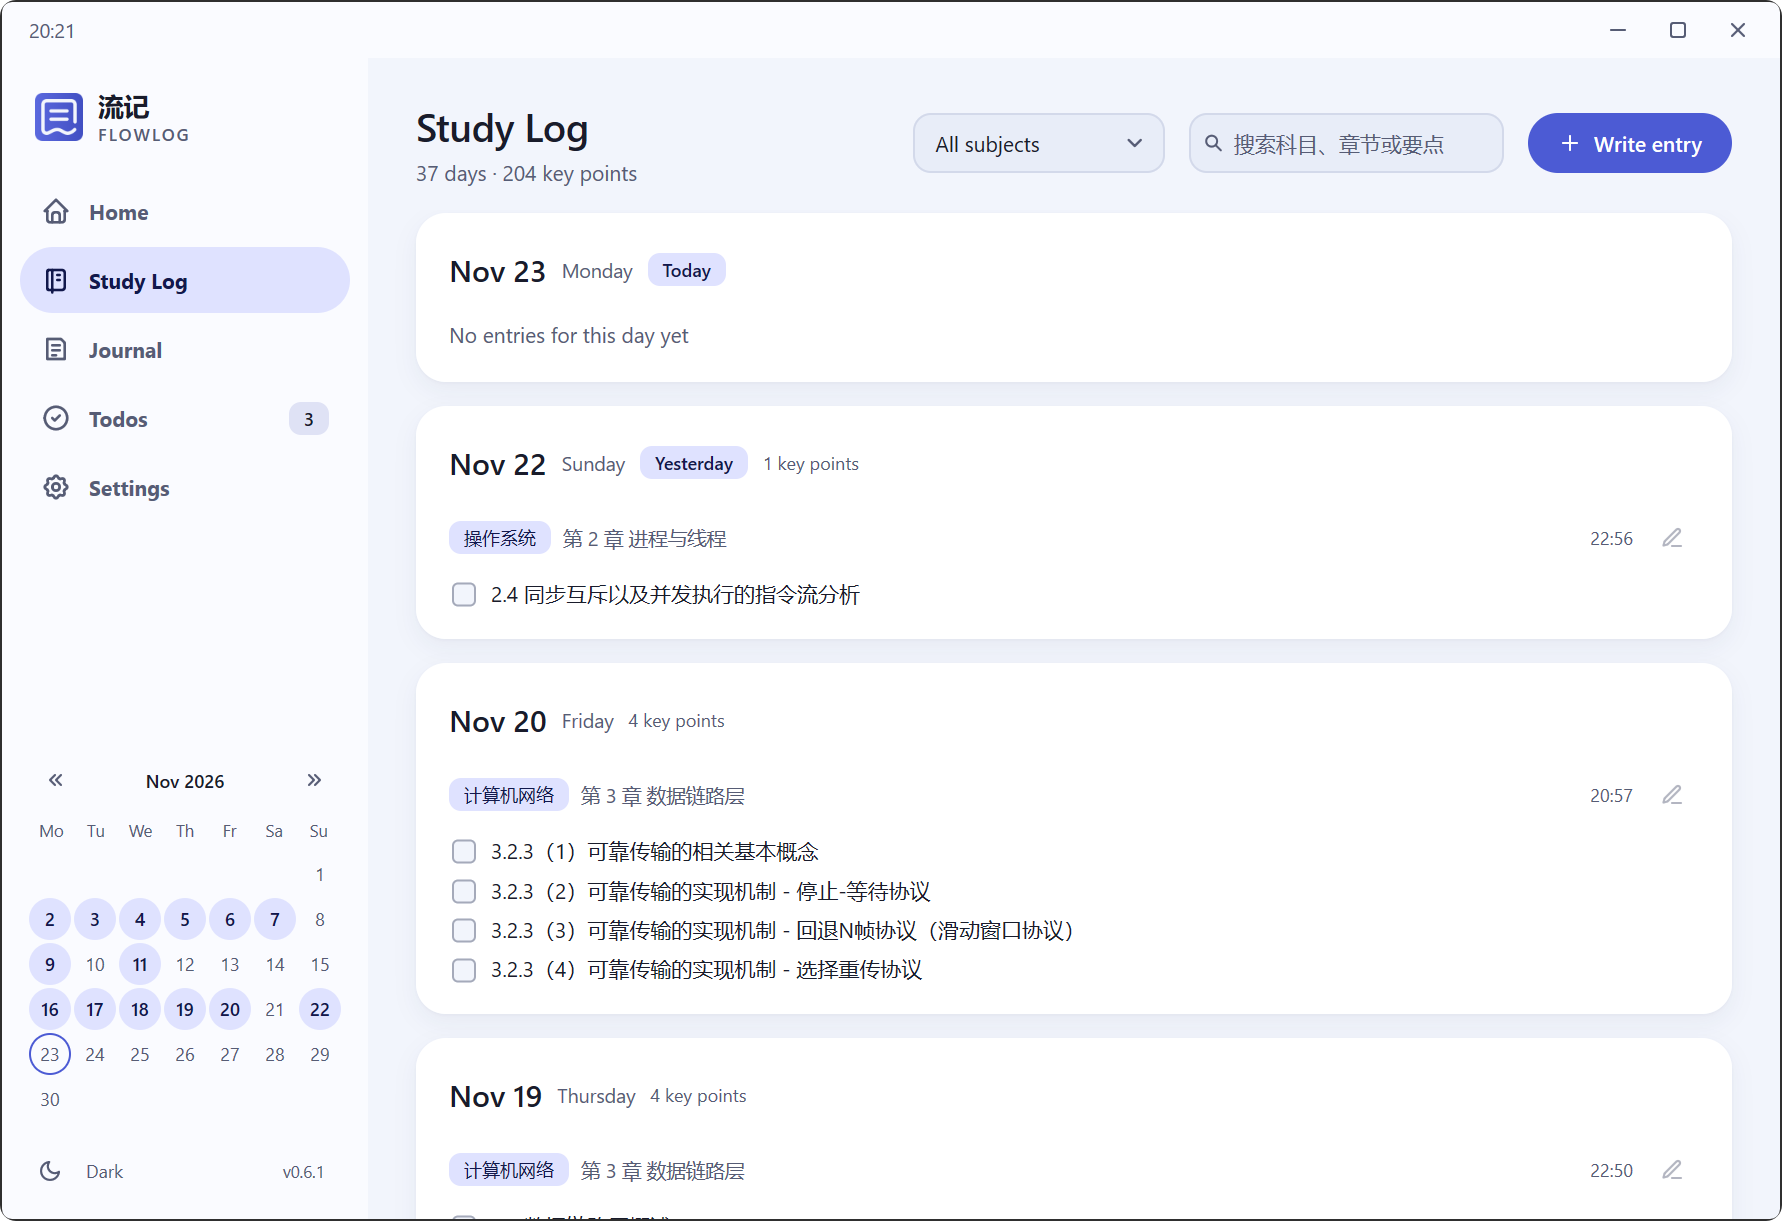 20:21
流记
FLOWLOG
Home
Study Log
Journal
Todos 3
Settings
« Nov 2026 »
Mo Tu We Th Fr Sa Su
1
2 3 4 5 6 7 8
9 10 11 12 13 14 15
16 17 18 19 20 21 22
23 24 25 26 27 28 29
30
Dark v0.6.1
Study Log
37 days · 204 key points
All subjects
搜索科目、章节或要点
+ Write entry
Nov 23 Monday Today
No entries for this day yet
Nov 22 Sunday Yesterday 1 key points
操作系统 第 2 章 进程与线程 22:56
2.4 同步互斥以及并发执行的指令流分析
Nov 20 Friday 4 key points
计算机网络 第 3 章 数据链路层 20:57
3.2.3（1）可靠传输的相关基本概念
3.2.3（2）可靠传输的实现机制 - 停止-等待协议
3.2.3（3）可靠传输的实现机制 - 回退N帧协议（滑动窗口协议）
3.2.3（4）可靠传输的实现机制 - 选择重传协议
Nov 19 Thursday 4 key points
计算机网络 第 3 章 数据链路层 22:50